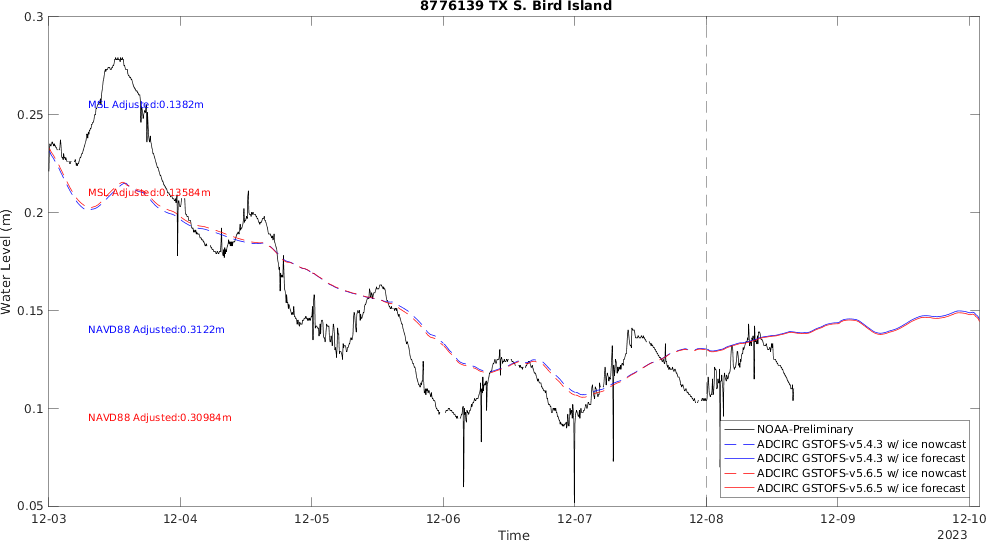 8776139 TX S. Bird Island
0.3
0.25
0.2
0.15
0.1
0.05
Water Level (m)
MSL Adjusted:0.1382m
MSL Adjusted:0.13584m
NAVD88 Adjusted:0.3122m
NAVD88 Adjusted:0.30984m
NOAA-Preliminary
ADCIRC GSTOFS-v5.4.3 w/ ice nowcast
ADCIRC GSTOFS-v5.4.3 w/ ice forecast
ADCIRC GSTOFS-v5.6.5 w/ ice nowcast
ADCIRC GSTOFS-v5.6.5 w/ ice forecast
12-03 12-04 12-05 12-06 12-07 12-08 12-09 12-10
Time
2023